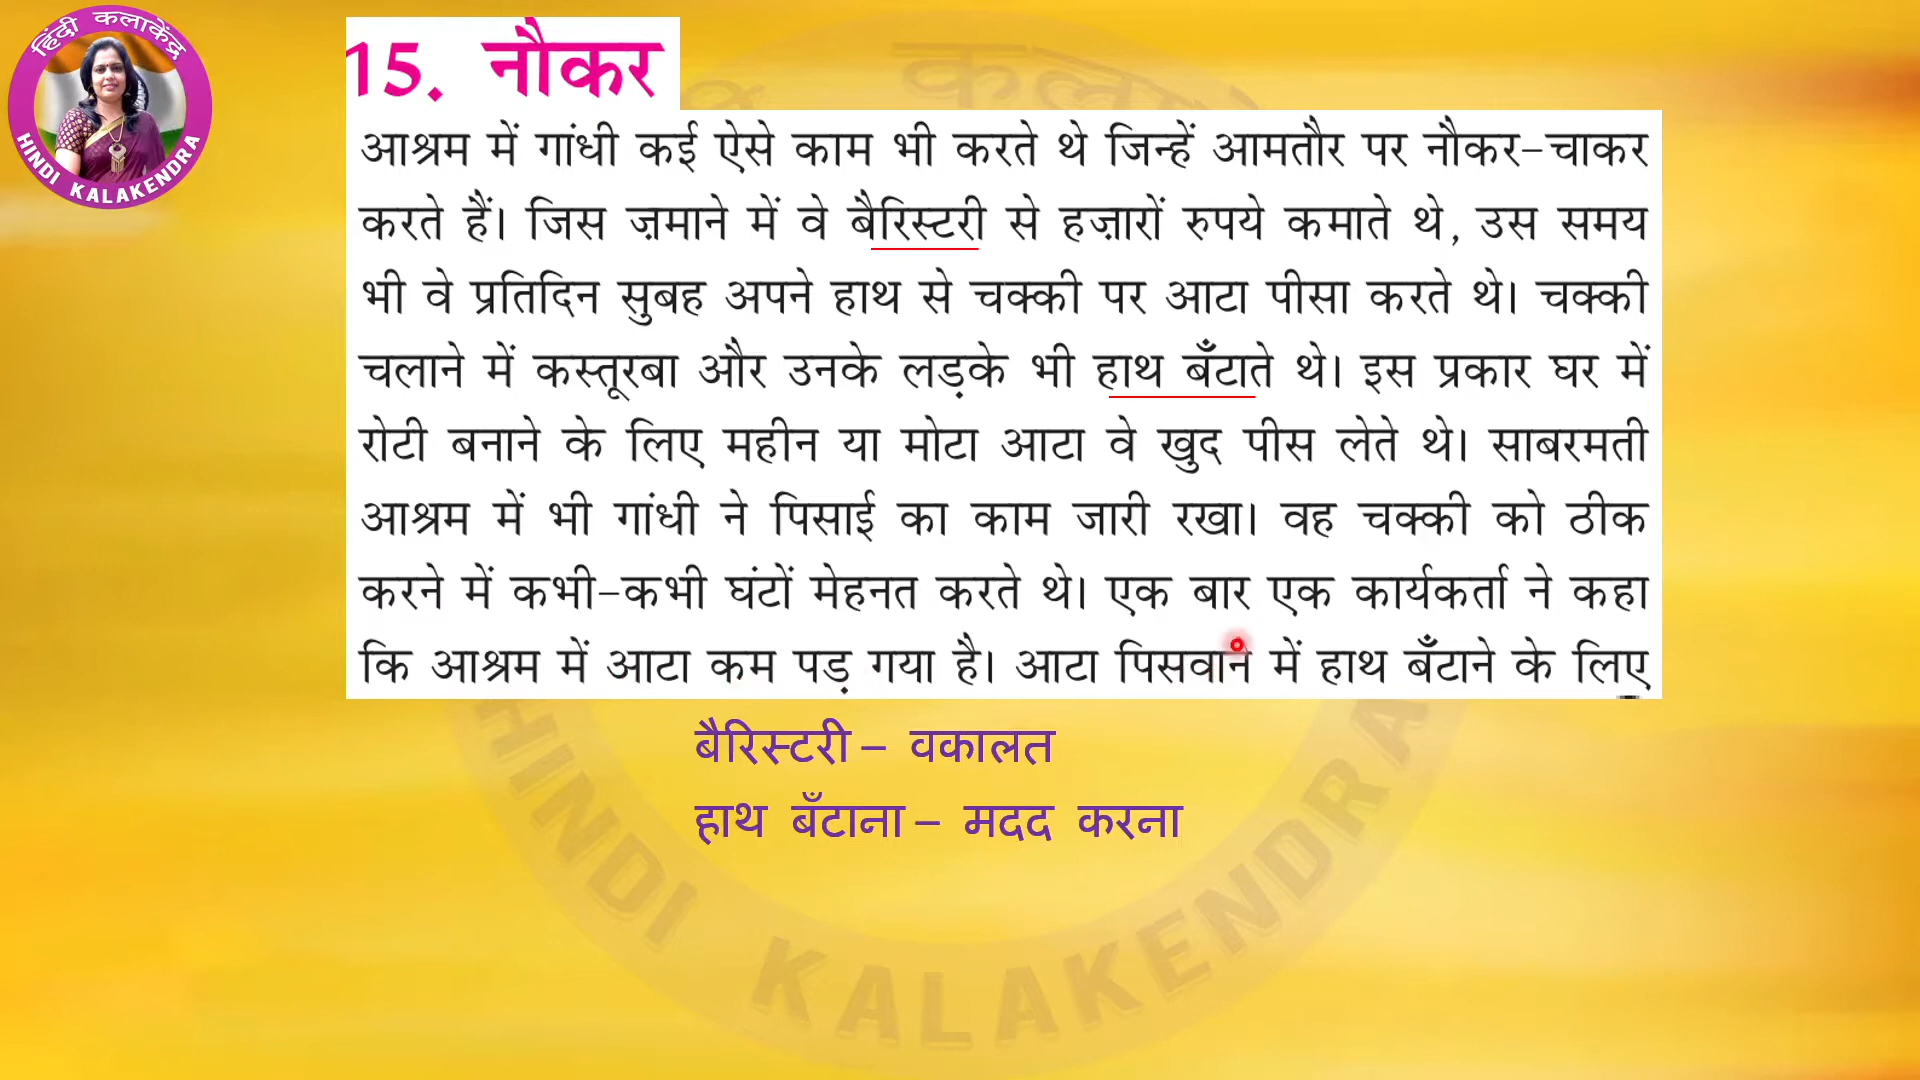 हिंदी कलाकेंद्र
HINDI KALAKENDRA
15. नौकर
आश्रम में गांधी कई ऐसे काम भी करते थे जिन्हें आमतौर पर नौकर-चाकर
करते हैं। जिस ज़माने में वे बैरिस्टरी से हज़ारों रुपये कमाते थे, उस समय
भी वे प्रतिदिन सुबह अपने हाथ से चक्की पर आटा पीसा करते थे। चक्की
चलाने में कस्तूरबा और उनके लड़के भी हाथ बँटाते थे। इस प्रकार घर में
रोटी बनाने के लिए महीन या मोटा आटा वे खुद पीस लेते थे। साबरमती
आश्रम में भी गांधी ने पिसाई का काम जारी रखा। वह चक्की को ठीक
करने में कभी-कभी घंटों मेहनत करते थे। एक बार एक कार्यकर्ता ने कहा
कि आश्रम में आटा कम पड़ गया है। आटा पिसवाने में हाथ बँटाने के लिए
बैरिस्टरी– वकालत
हाथ बँटाना– मदद करना
HINDI KALAKENDRA